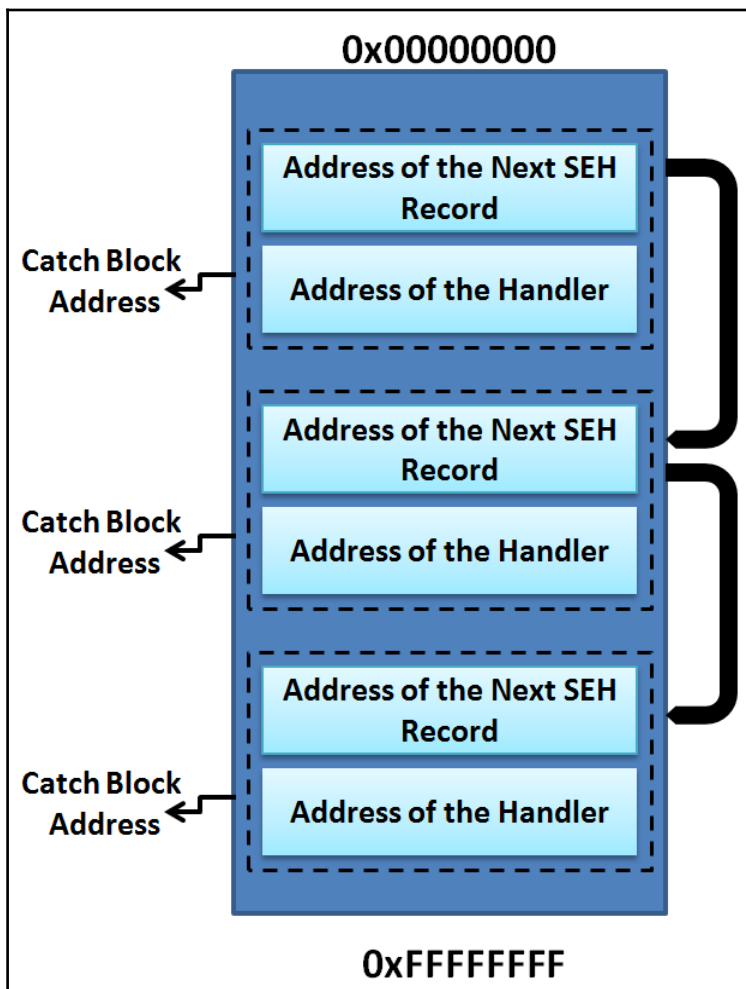 0x00000000
Address of the Next SEH
Record
Catch Block
Address
Address of the Handler
Address of the Next SEH
Record
Catch Block
Address
Address of the Handler
Address of the Next SEH
Record
Catch Block
Address
Address of the Handler
0xFFFFFFFF